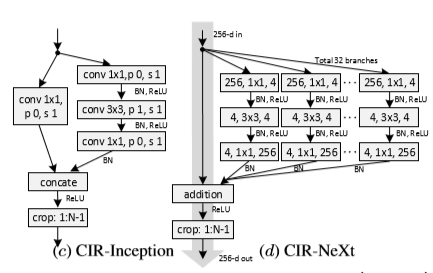 conv 1x1,
p 0, s 1
conv 1x1,p 0, s 1
BN, ReLU
conv 3x3, p 1, s 1
BN, ReLU
conv 1x1, p 0, s 1
BN
concate
ReLU
crop: 1:N-1
(c) CIR-Inception
256-d in
Total 32 branches
256, 1x1, 4
256, 1x1, 4
...
256, 1x1, 4
BN, ReLU
BN, ReLU
BN, ReLU
4, 3x3, 4
4, 3x3, 4
...
4, 3x3, 4
BN, ReLU
BN, ReLU
BN, ReLU
4, 1x1, 256
4, 1x1, 256
...
4, 1x1, 256
BN
BN
BN
addition
ReLU
crop: 1:N-1
256-d out
(d) CIR-NeXt